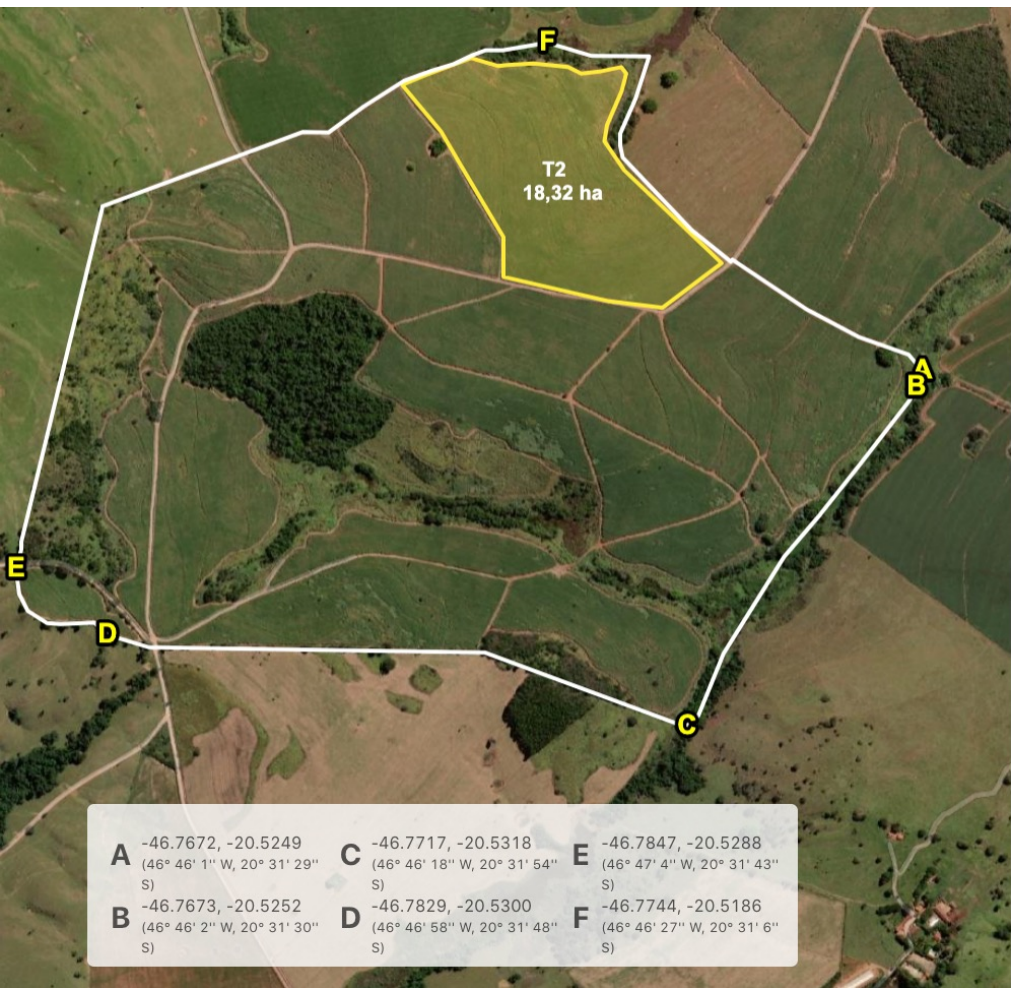 F
T2
18,32 ha
A
B
E
D
C
A -46.7672, -20.5249
(46° 46' 1'' W, 20° 31' 29''
S)
C -46.7717, -20.5318
(46° 46' 18'' W, 20° 31' 54''
S)
E -46.7847, -20.5288
(46° 47' 4'' W, 20° 31' 43''
S)
B -46.7673, -20.5252
(46° 46' 2'' W, 20° 31' 30''
S)
D -46.7829, -20.5300
(46° 46' 58'' W, 20° 31' 48''
S)
F -46.7744, -20.5186
(46° 46' 27'' W, 20° 31' 6''
S)